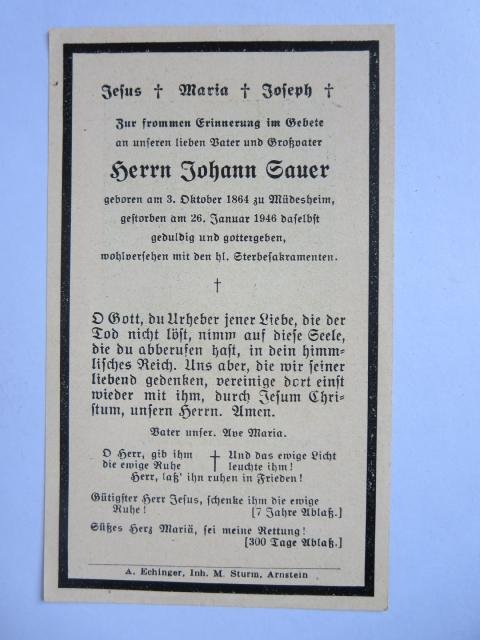 Jesus † Maria † Joseph †
Zur frommen Erinnerung im Gebete
an unseren lieben Vater und Großvater
Herrn Johann Sauer
geboren am 3. Oktober 1864 zu Müdesheim,
gestorben am 26. Januar 1946 daselbst
geduldig und gottergeben,
wohlversehen mit den hl. Sterbesakramenten.
†
O Gott, du Urheber jener Liebe, die der
Tod nicht löst, nimm auf diese Seele,
die du abberufen hast, in dein himm-
lisches Reich. Uns aber, die wir seiner
liebend gedenken, vereinige dort einst
wieder mit ihm, durch Jesum Chri-
stum, unsern Herrn. Amen.
Vater unser. Ave Maria.
O Herr, gib ihm † Und das ewige Licht
die ewige Ruhe leuchte ihm!
Herr, laß' ihn ruhen in Frieden!
Gütigster Herr Jesus, schenke ihm die ewige
Ruhe! [7 Jahre Ablaß.]
Süßes Herz Mariä, sei meine Rettung!
[300 Tage Ablaß.]
A. Echinger, Inh. M. Sturm, Arnstein